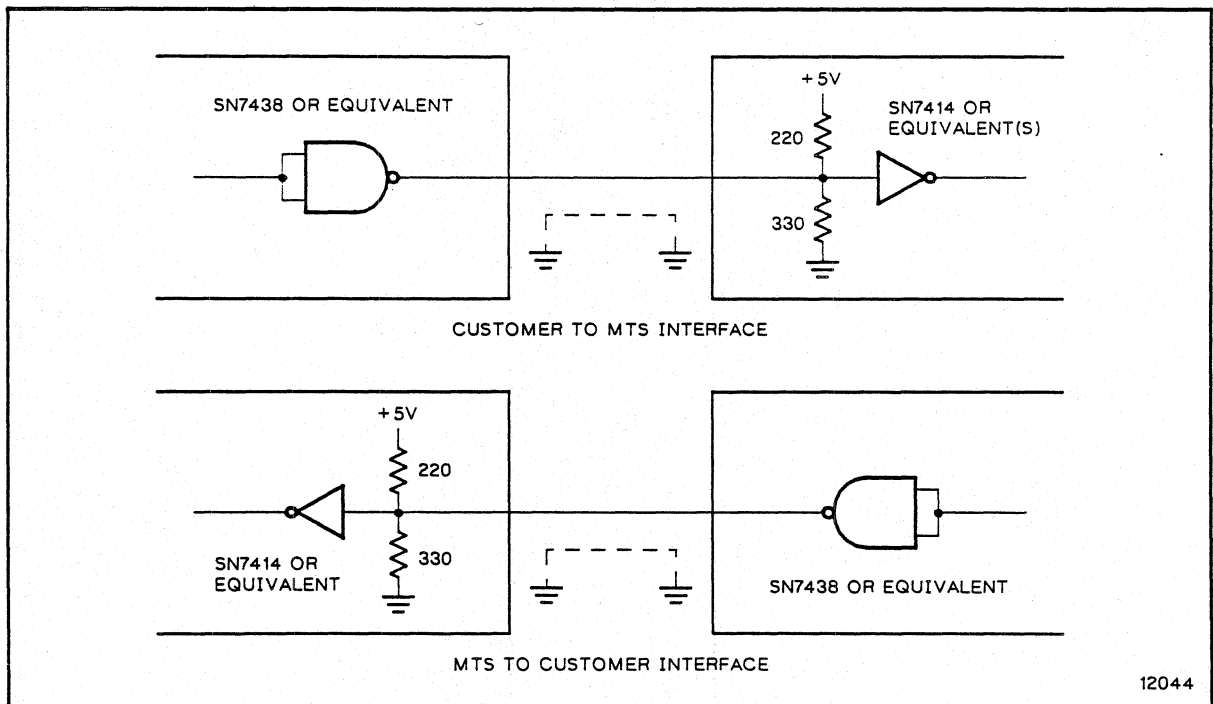 SN7438 OR EQUIVALENT
+5V
220
330
SN7414 OR
EQUIVALENT(S)
CUSTOMER TO MTS INTERFACE
+5V
220
330
SN7414 OR
EQUIVALENT
SN7438 OR EQUIVALENT
MTS TO CUSTOMER INTERFACE
12044